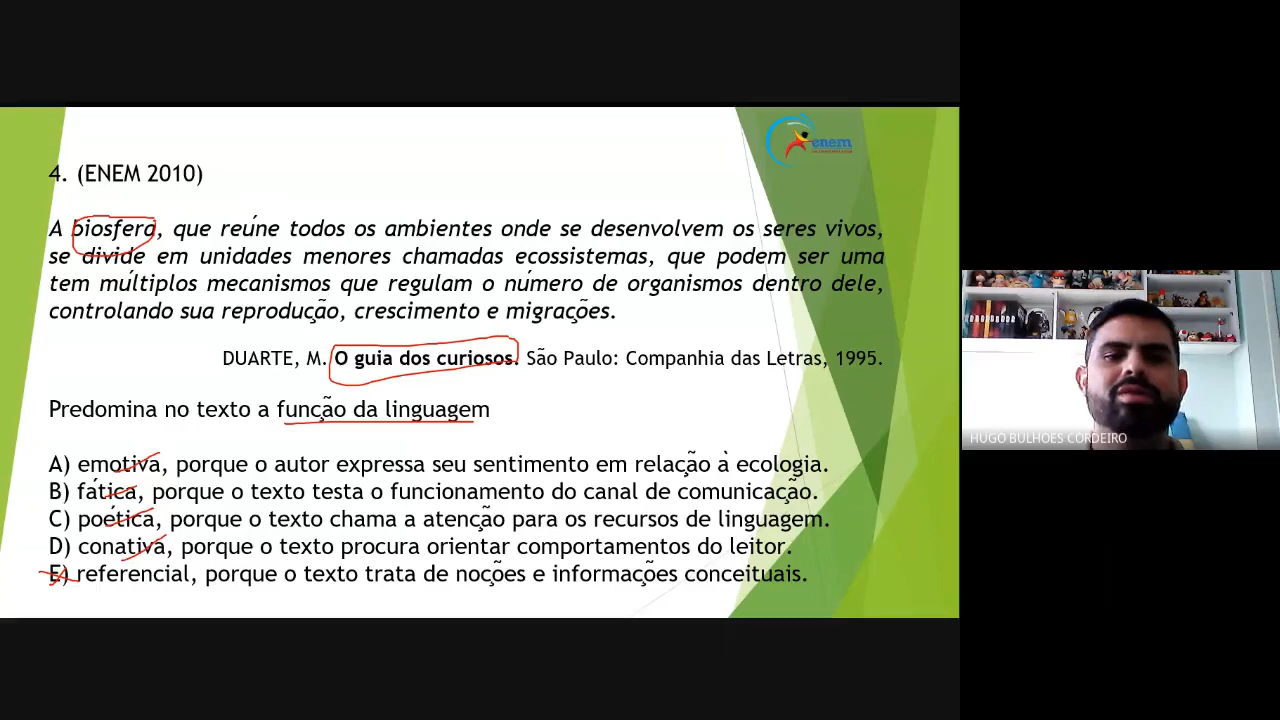 enem
4. (ENEM 2010)
A biosfera, que reúne todos os ambientes onde se desenvolvem os seres vivos,
se divide em unidades menores chamadas ecossistemas, que podem ser uma
tem múltiplos mecanismos que regulam o número de organismos dentro dele,
controlando sua reprodução, crescimento e migrações.
DUARTE, M. O guia dos curiosos. São Paulo: Companhia das Letras, 1995.
Predomina no texto a função da linguagem
A) emotiva, porque o autor expressa seu sentimento em relação à ecologia.
B) fática, porque o texto testa o funcionamento do canal de comunicação.
C) poética, porque o texto chama a atenção para os recursos de linguagem.
D) conativa, porque o texto procura orientar comportamentos do leitor.
E) referencial, porque o texto trata de noções e informações conceituais.
HUGO BULHOES CORDEIRO